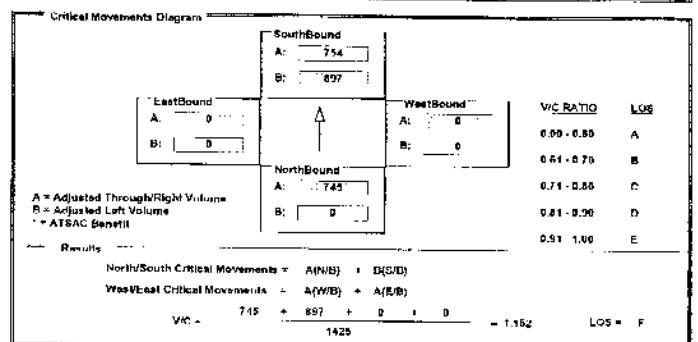 Critical Movements Diagram
SouthBound
A: 754
B: 897
EastBound
A: 0
B: 0
WestBound
A: 0
B: 0
NorthBound
A: 745
B: 0
V/C RATIO LOS
0.00 - 0.60 A
0.61 - 0.70 B
0.71 - 0.80 C
0.81 - 0.90 D
0.91 - 1.00 E
A = Adjusted Through/Right Volume
B = Adjusted Left Volume
* = ATSAC Benefit
Results
North/South Critical Movements = A(N/B) + B(S/B)
West/East Critical Movements = A(W/B) + A(E/B)
V/C = 745 + 897 + 0 + 0 = 1.152 LOS = F
1425